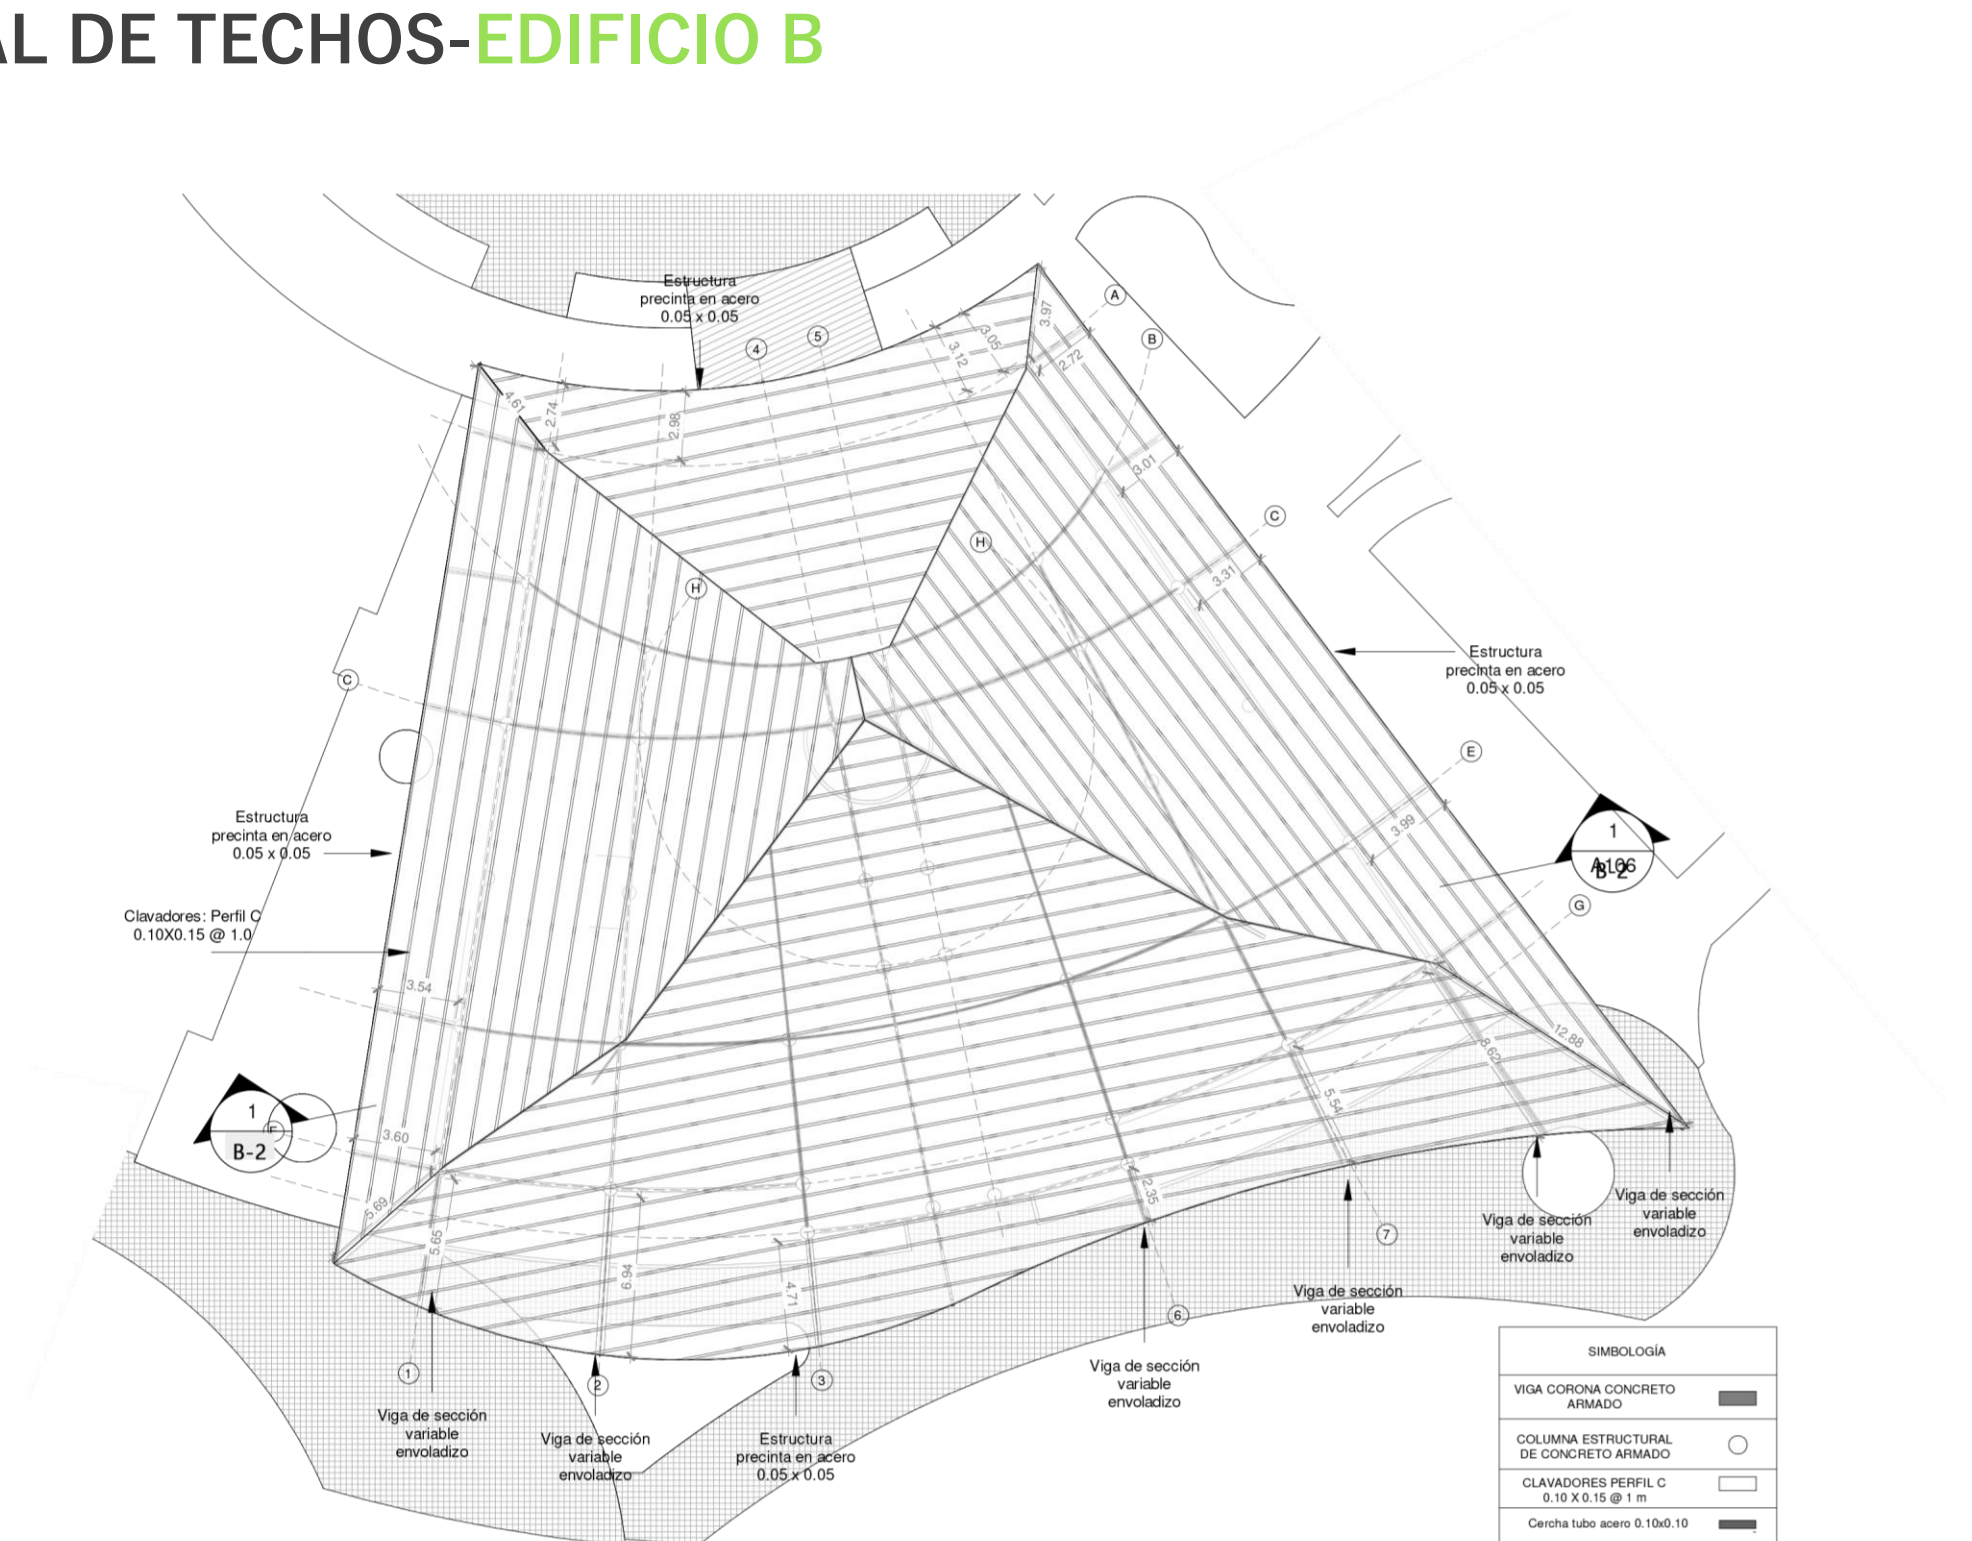 AL DE TECHOS-EDIFICIO B
Estructura
precinta en acero
0.05 x 0.05
4
5
A
B
3.97
3.05
3.12
2.72
4.61
2.74
2.98
3.01
C
H
H
3.31
C
Estructura
precinta en acero
0.05 x 0.05
E
Estructura
precinta en acero
0.05 x 0.05
3.99
1
G
Clavadores: Perfil C
0.10X0.15 @ 1.0
3.54
12.88
8.62
5.54
1
B-2
3.60
5.69
5.65
2.35
6.94
4.71
7
6
1
2
3
Viga de sección
variable
envoladizo
Viga de sección
variable
envoladizo
Viga de sección
variable
envoladizo
Viga de sección
variable
envoladizo
Viga de sección
variable
envoladizo
Viga de sección
variable
envoladizo
Estructura
precinta en acero
0.05 x 0.05
SIMBOLOGÍA
VIGA CORONA CONCRETO
ARMADO
COLUMNA ESTRUCTURAL
DE CONCRETO ARMADO
CLAVADORES PERFIL C
0.10 X 0.15 @ 1 m
Cercha tubo acero 0.10x0.10